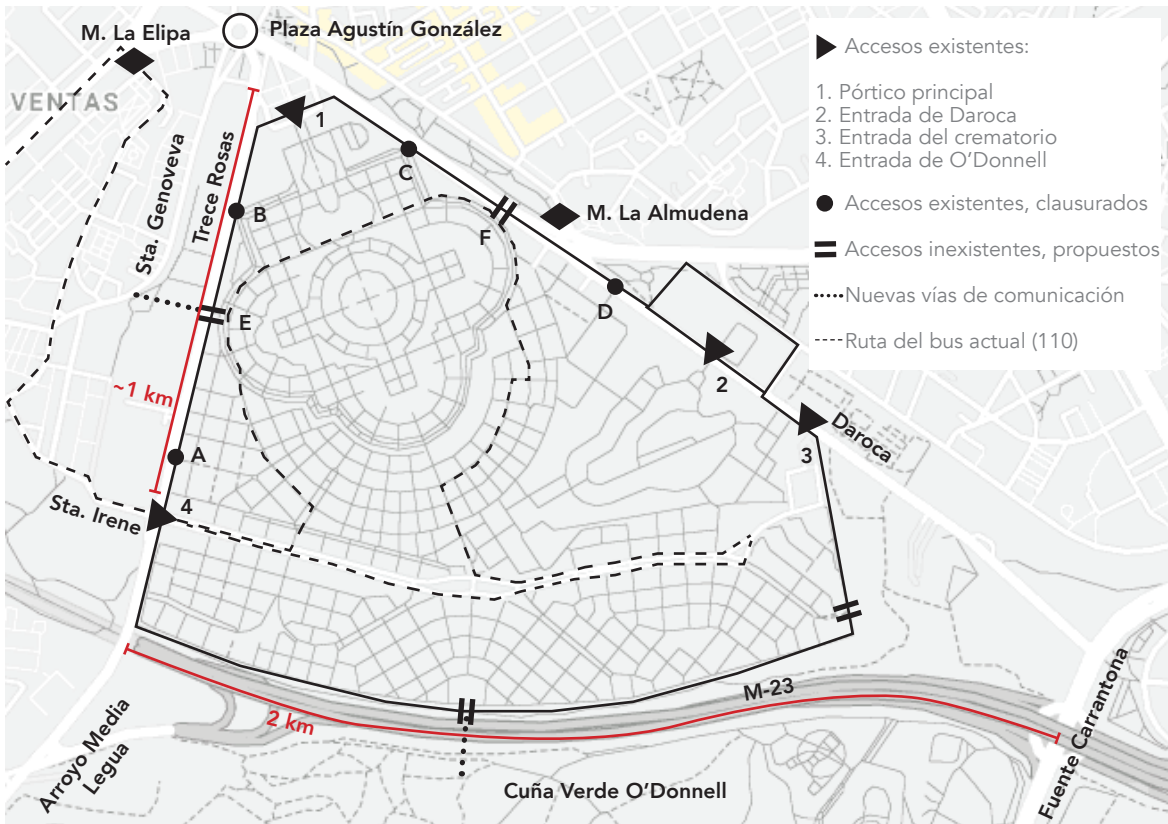 M. La Elipa
Plaza Agustín González
VENTAS
Sta. Genoveva
Trece Rosas
1
C
B
F
M. La Almudena
E
D
~1 km
2
3
Daroca
A
4
Sta. Irene
M-23
2 km
Arroyo Media
Legua
Cuña Verde O'Donnell
Fuente Carrantona
Accesos existentes:
1. Pórtico principal
2. Entrada de Daroca
3. Entrada del crematorio
4. Entrada de O'Donnell
Accesos existentes, clausurados
Accesos inexistentes, propuestos
Nuevas vías de comunicación
Ruta del bus actual (110)